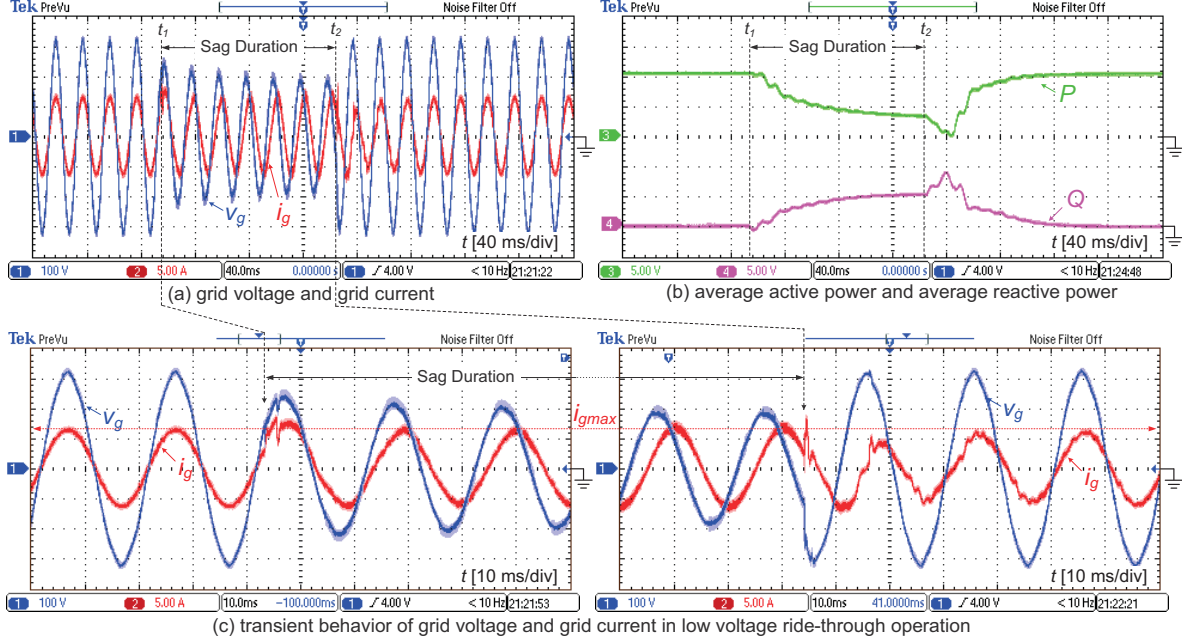 Tek PreVu
Noise Filter Off
t1
Sag Duration
t2
1
vg
ig
t [40 ms/div]
1 100 V
2 5.00 A
40.0ms
0.00000 s
1 ∫ 4.00 V
< 10 Hz
21:21:22
(a) grid voltage and grid current
Tek PreVu
Noise Filter Off
t1
Sag Duration
t2
P
3
Q
4
t [40 ms/div]
3 5.00 V
4 5.00 V
40.0ms
0.00000 s
1 ∫ 4.00 V
< 10 Hz
21:24:48
(b) average active power and average reactive power
Tek PreVu
Noise Filter Off
Sag Duration
vg
ig
1
t [10 ms/div]
1 100 V
2 5.00 A
10.0ms
−100.000ms
1 ∫ 4.00 V
< 10 Hz
21:21:53
Tek PreVu
Noise Filter Off
igmax
vg
ig
1
t [10 ms/div]
1 100 V
2 5.00 A
10.0ms
41.0000ms
1 ∫ 4.00 V
< 10 Hz
21:22:21
(c) transient behavior of grid voltage and grid current in low voltage ride-through operation